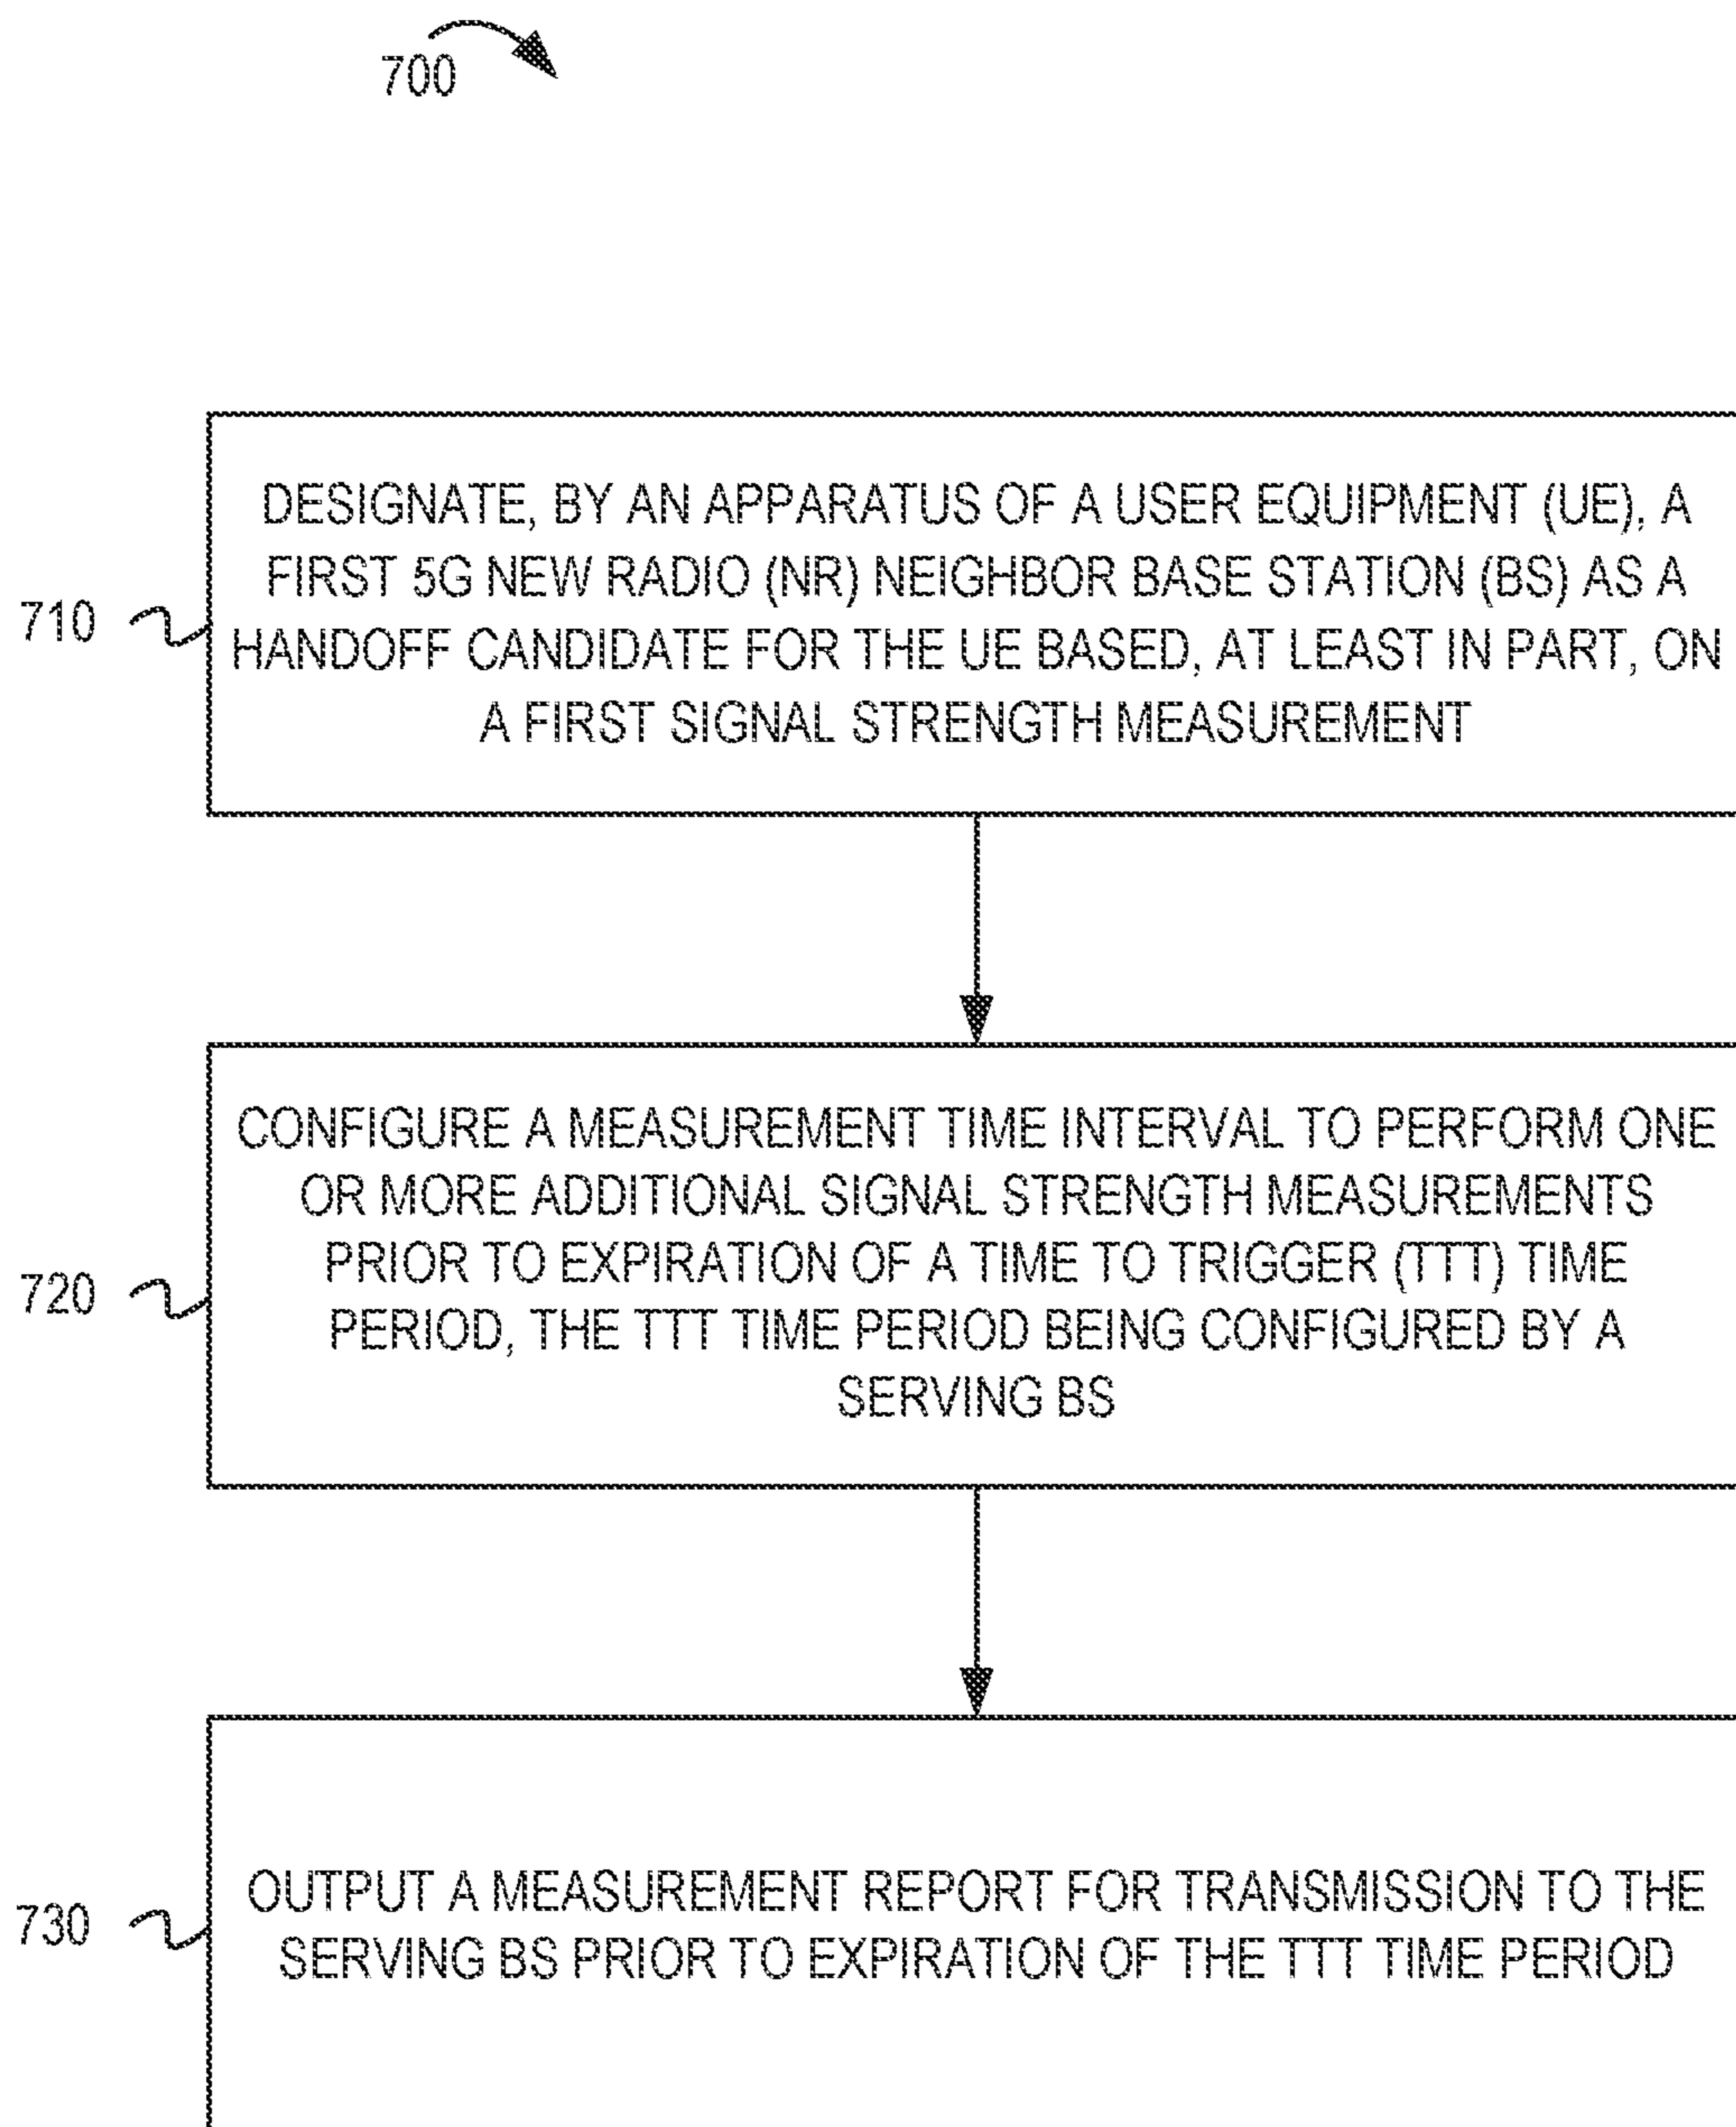 700
DESIGNATE, BY AN APPARATUS OF A USER EQUIPMENT (UE), A
FIRST 5G NEW RADIO (NR) NEIGHBOR BASE STATION (BS) AS A
710
HANDOFF CANDIDATE FOR THE UE BASED, AT LEAST IN PART, ON
A FIRST SIGNAL STRENGTH MEASUREMENT
CONFIGURE A MEASUREMENT TIME INTERVAL TO PERFORM ONE
OR MORE ADDITIONAL SIGNAL STRENGTH MEASUREMENTS
PRIOR TO EXPIRATION OF A TIME TO TRIGGER (TTT) TIME
720
PERIOD, THE TTT TIME PERIOD BEING CONFIGURED BY A
SERVING BS
OUTPUT A MEASUREMENT REPORT FOR TRANSMISSION TO THE
730
SERVING BS PRIOR TO EXPIRATION OF THE TTT TIME PERIOD